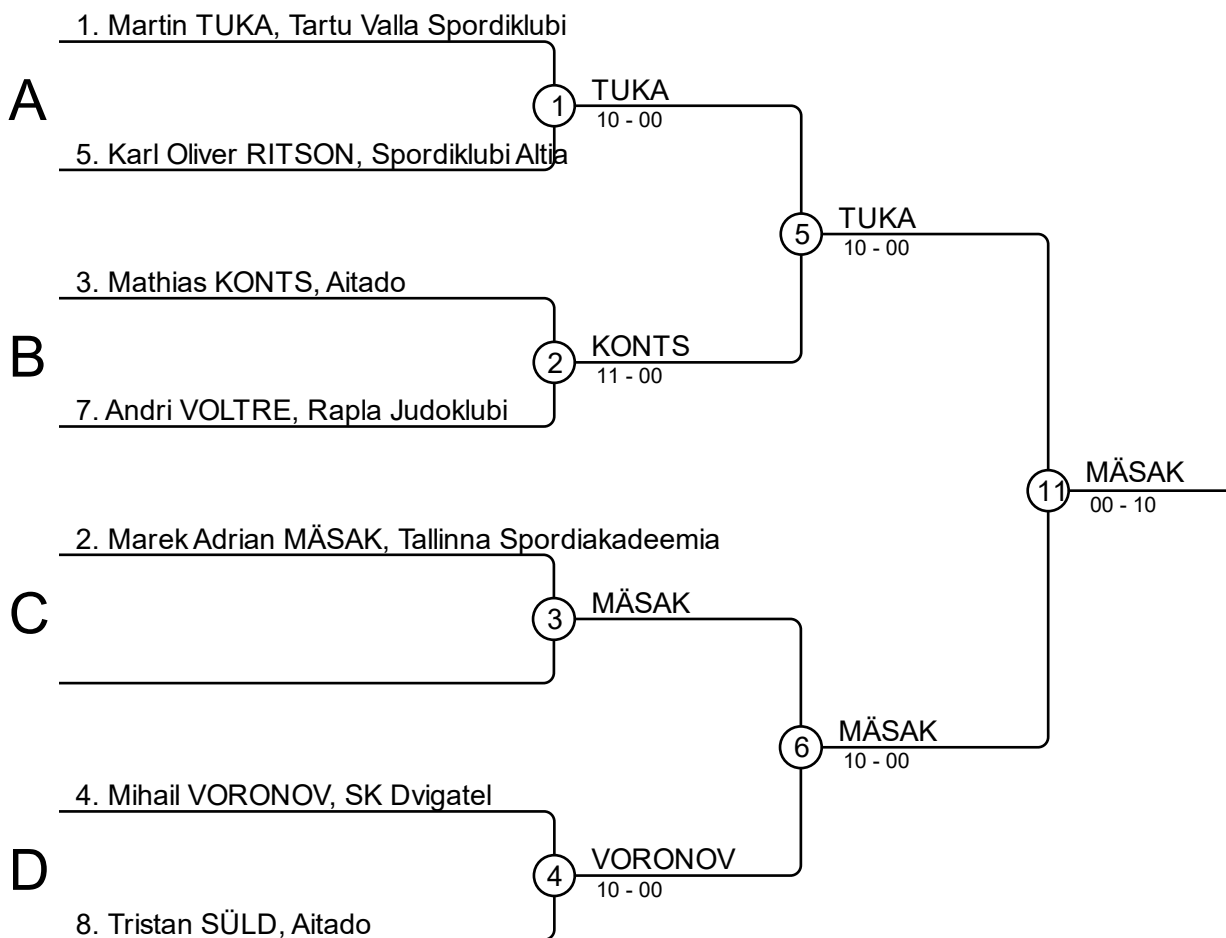 1. Martin TUKA, Tartu Valla Spordiklubi
A
1
TUKA
10 - 00
5. Karl Oliver RITSON, Spordiklubi Altia
5
TUKA
10 - 00
3. Mathias KONTS, Aitado
B
2
KONTS
11 - 00
7. Andri VOLTRE, Rapla Judoklubi
11
MÄSAK
00 - 10
2. Marek Adrian MÄSAK, Tallinna Spordiakadeemia
C
3
MÄSAK
6
MÄSAK
10 - 00
4. Mihail VORONOV, SK Dvigatel
D
4
VORONOV
10 - 00
8. Tristan SÜLD, Aitado